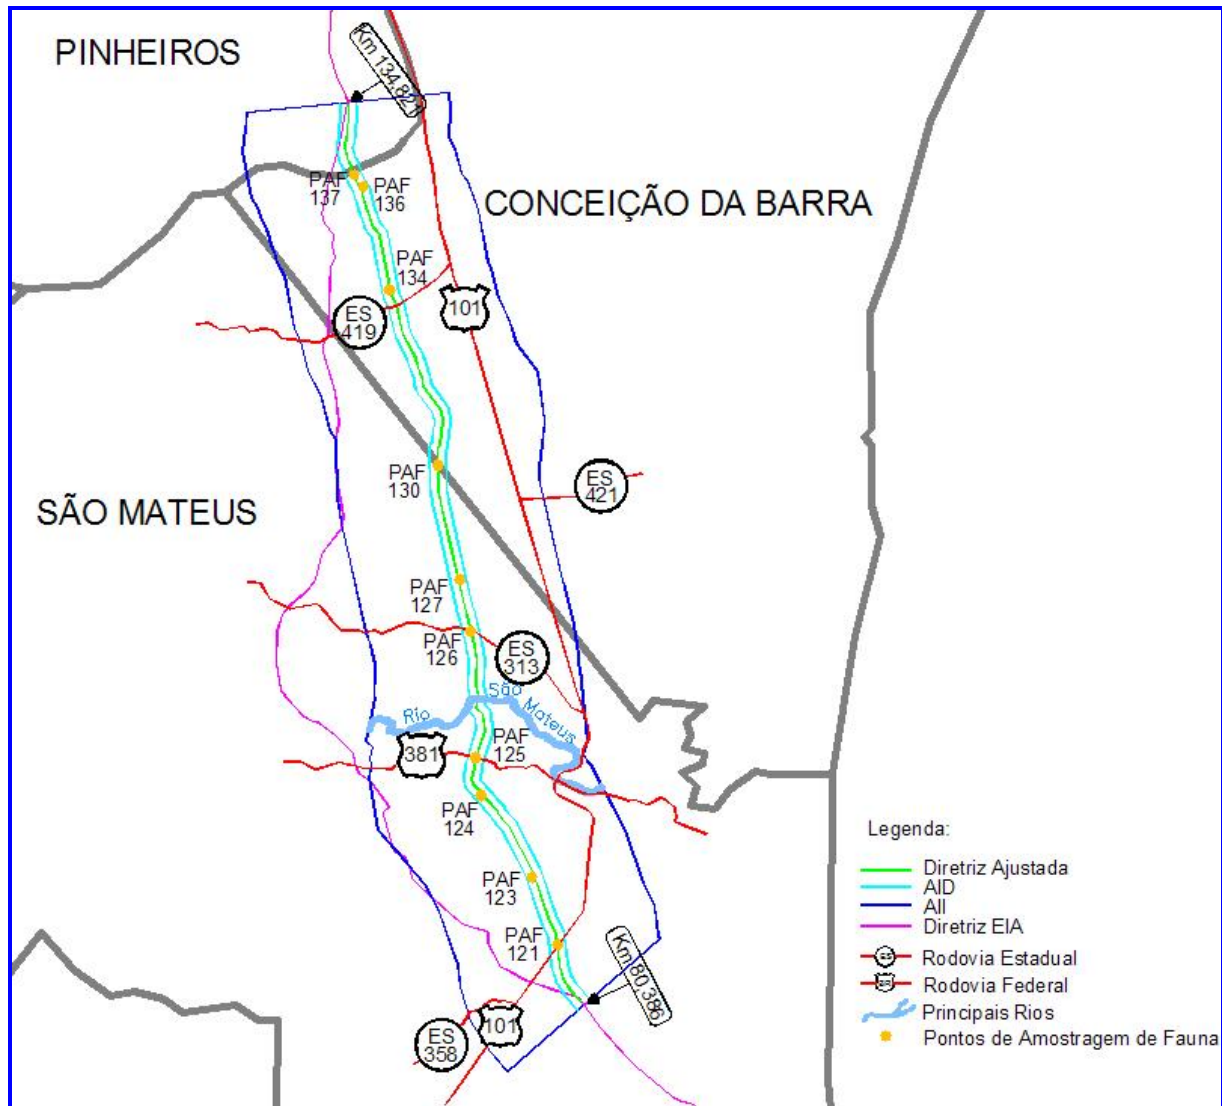 PINHEIROS
Km 134,821
PAF
137
PAF
136
CONCEIÇÃO DA BARRA
PAF
134
ES
419
101
PAF
130
ES
421
SÃO MATEUS
PAF
127
PAF
126
ES
313
Rio São Mateus
381
PAF
125
PAF
124
PAF
123
PAF
121
Km 80,386
101
ES
358
Legenda:
Diretriz Ajustada
AID
AII
Diretriz EIA
Rodovia Estadual
Rodovia Federal
Principais Rios
Pontos de Amostragem de Fauna